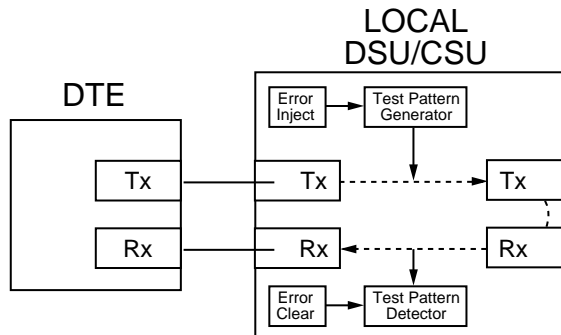 LOCAL
DSU/CSU
DTE
Error
Inject
Test Pattern
Generator
Tx
Tx
Tx
Rx
Rx
Rx
Error
Clear
Test Pattern
Detector